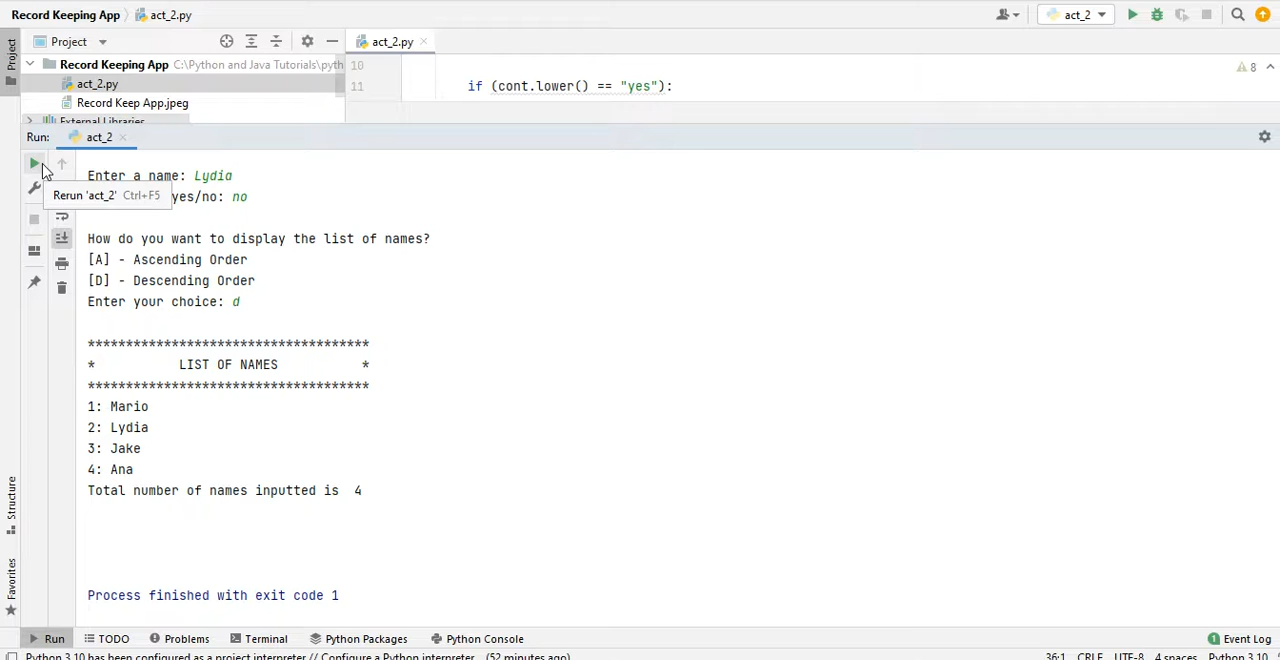 Record Keeping App act_2.py
act_2
Project
act_2.py
Project
Record Keeping App C:\Python and Java Tutorials\pyth
act_2.py
Record Keep App.jpeg
External Libraries
10
11 if (cont.lower() == "yes"):
8
Run: act_2
Enter a name: Lydia
yes/no: no
Rerun 'act_2' Ctrl+F5
How do you want to display the list of names?
[A] - Ascending Order
[D] - Descending Order
Enter your choice: d
*************************************
* LIST OF NAMES *
*************************************
1: Mario
2: Lydia
3: Jake
4: Ana
Total number of names inputted is 4
Process finished with exit code 1
Structure
Favorites
Run TODO Problems Terminal Python Packages Python Console 1 Event Log
Python 3.10 has been configured as a project interpreter // Configure a Python interpreter... (52 minutes ago) 36:1 CRLF UTF-8 4 spaces Python 3.10